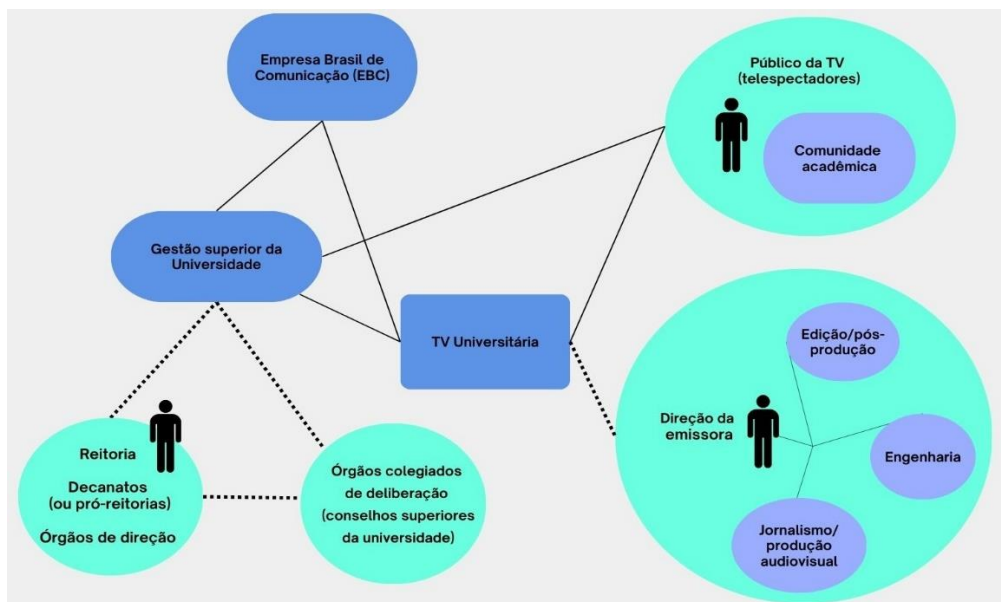 Empresa Brasil de
Comunicação (EBC)
Público da TV
(telespectadores)
Comunidade
acadêmica
Gestão superior da
Universidade
TV Universitária
Edição/pós-
produção
Direção da
emissora
Engenharia
Jornalismo/
produção
audiovisual
Reitoria
Decanatos
(ou pró-reitorias)
Órgãos de direção
Órgãos colegiados
de deliberação
(conselhos superiores
da universidade)